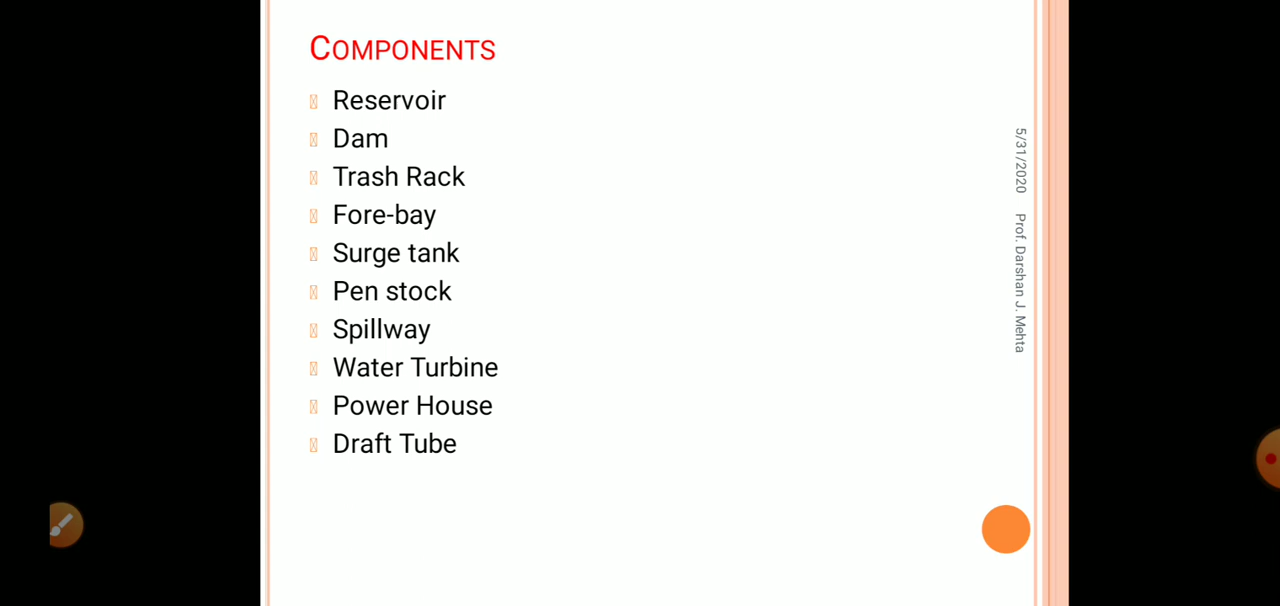 COMPONENTS
Reservoir
Dam
Trash Rack
Fore-bay
Surge tank
Pen stock
Spillway
Water Turbine
Power House
Draft Tube
5/31/2020 Prof. Darshan J. Mehta